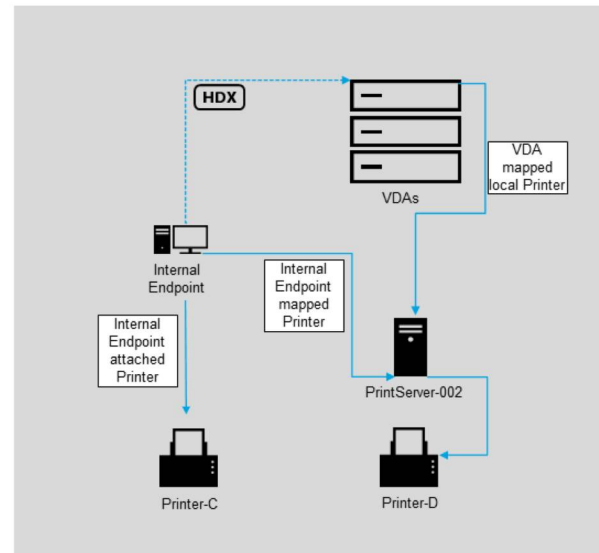 HDX
VDA
mapped
local Printer
VDAs
Internal
Endpoint
Internal
Endpoint
mapped
Printer
Internal
Endpoint
attached
Printer
PrintServer-002
Printer-C
Printer-D